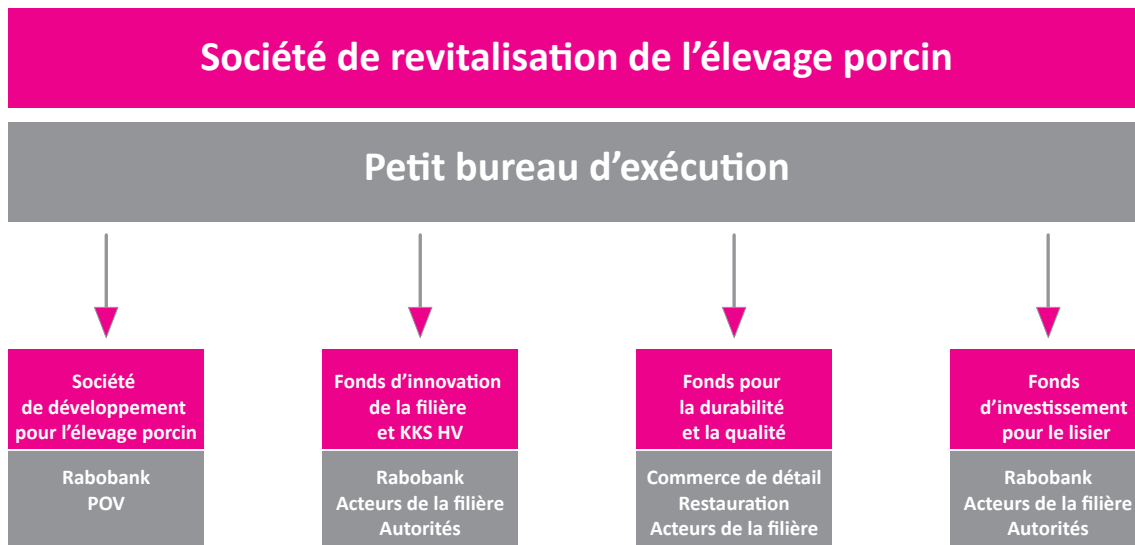 Société de revitalisation de l’élevage porcin
Petit bureau d’exécution
Société
de développement
pour l’élevage porcin
Rabobank
POV
Fonds d’innovation
de la filière
et KKS HV
Rabobank
Acteurs de la filière
Autorités
Fonds pour
la durabilité
et la qualité
Commerce de détail
Restauration
Acteurs de la filière
Fonds
d’investissement
pour le lisier
Rabobank
Acteurs de la filière
Autorités